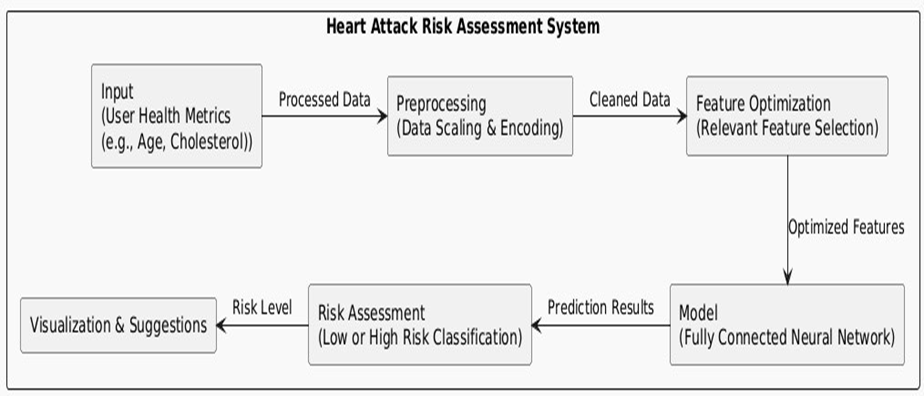 Heart Attack Risk Assessment System
Input
(User Health Metrics
(e.g., Age, Cholesterol))
Processed Data
Preprocessing
(Data Scaling & Encoding)
Cleaned Data
Feature Optimization
(Relevant Feature Selection)
Optimized Features
Model
(Fully Connected Neural Network)
Prediction Results
Risk Assessment
(Low or High Risk Classification)
Risk Level
Visualization & Suggestions